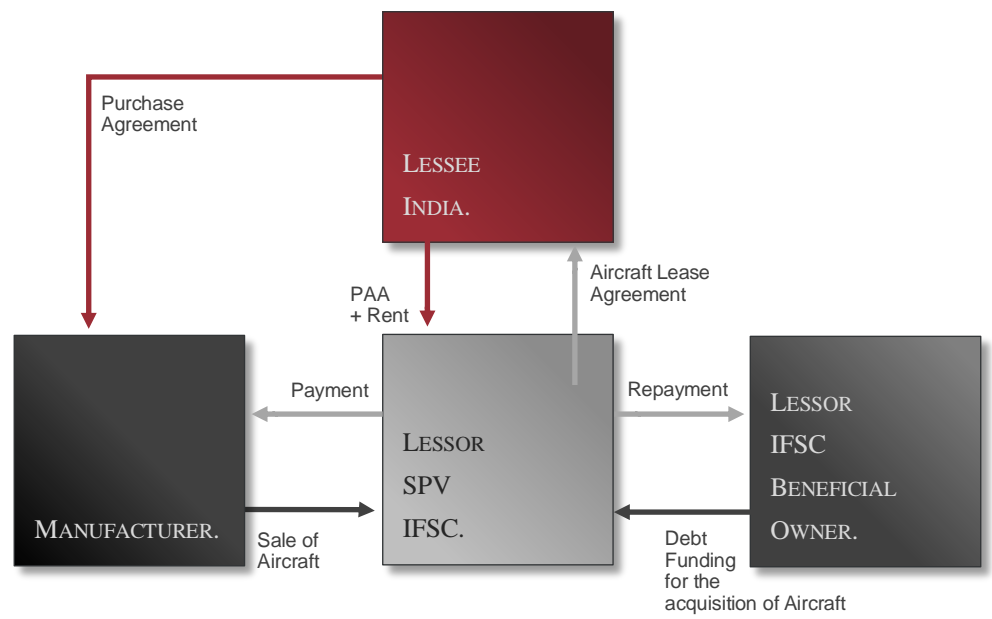 Purchase
Agreement
LESSEE
INDIA.
PAA
+ Rent
Aircraft Lease
Agreement
Payment
Repayment
MANUFACTURER.
Sale of
Aircraft
LESSOR
SPV
IFSC.
LESSOR
IFSC
BENEFICIAL
OWNER.
Debt
Funding
for the
acquisition of Aircraft